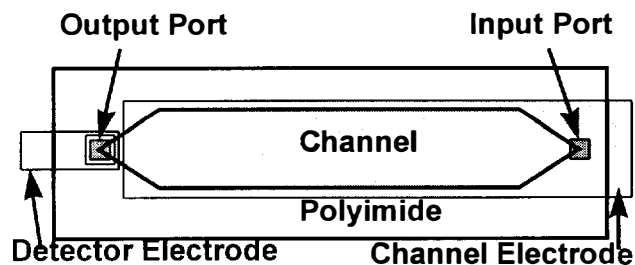 Output Port
Input Port
Channel
Polyimide
Detector Electrode
Channel Electrode